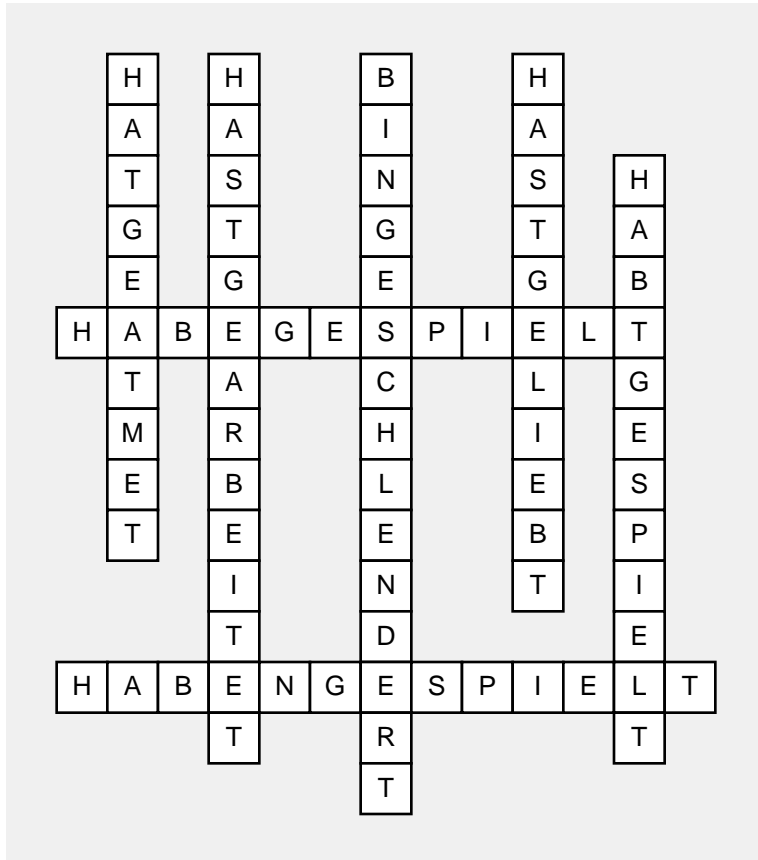 HATGEATMET
HASTGEARBEITET
BINGESCHLENDERT
HASTGELIEBT
HABTGESPIELT
HABEGESPIELT
HABENGESPIELT